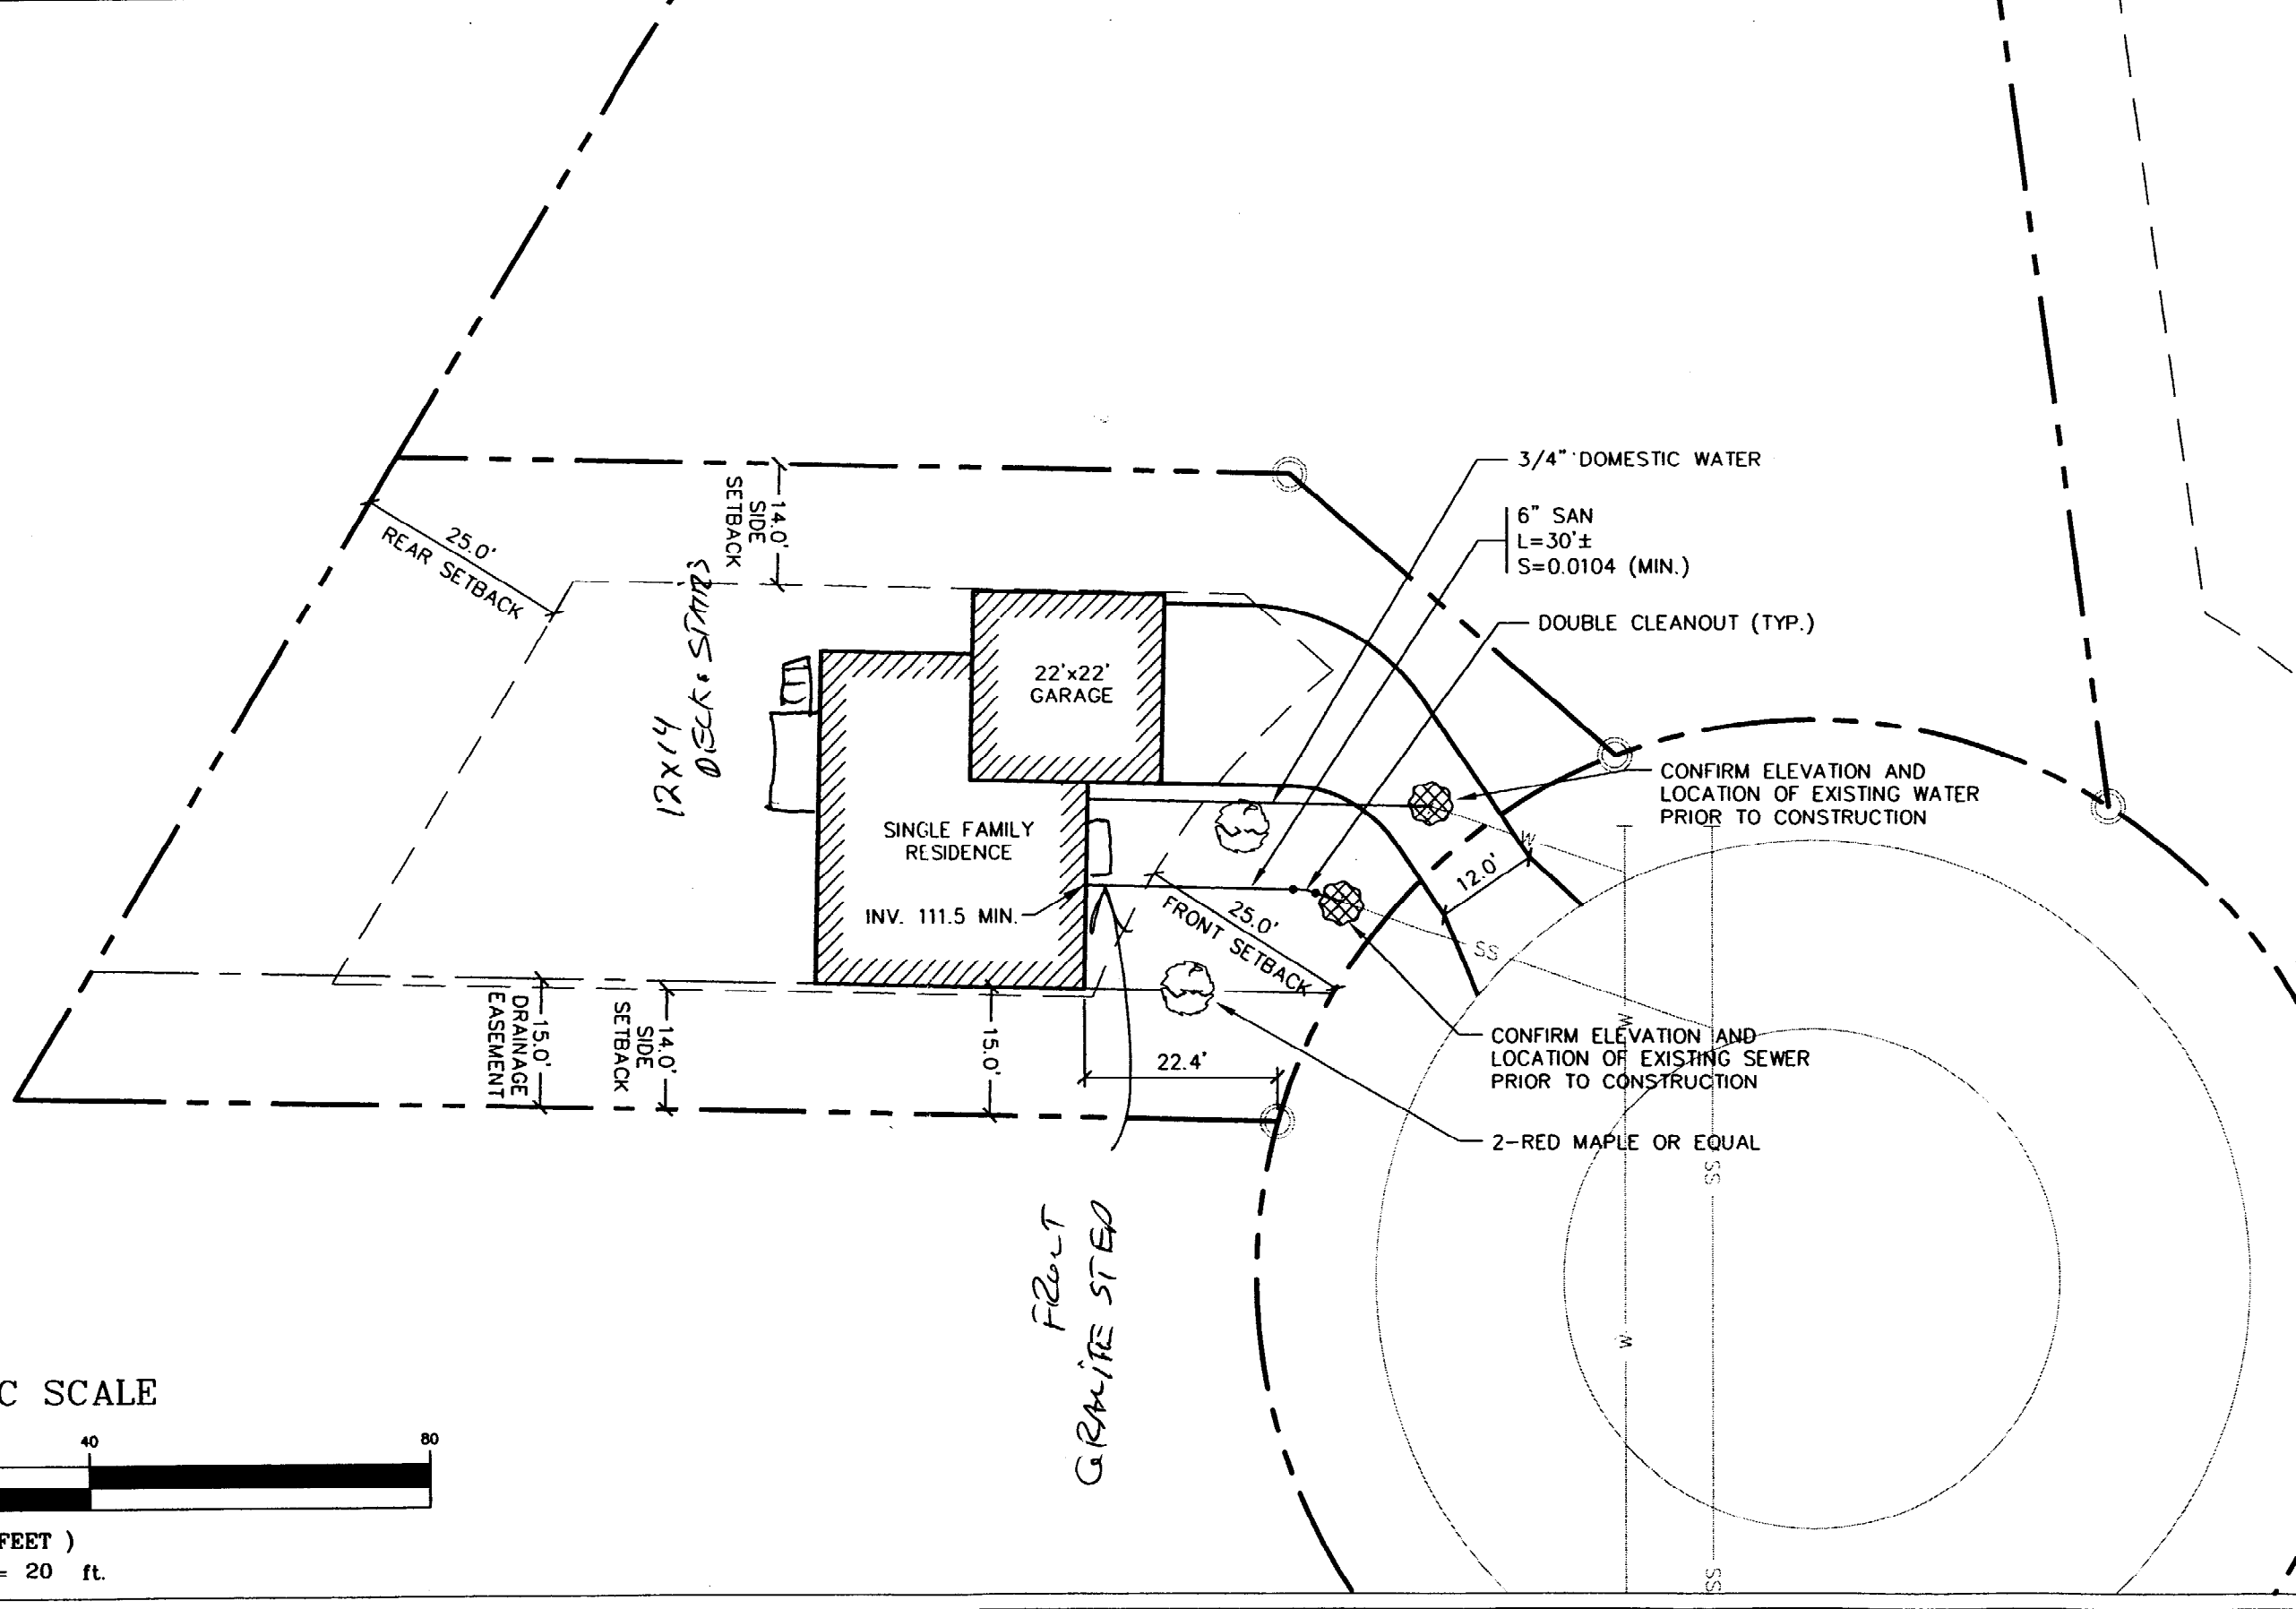 3/4" DOMESTIC WATER
6" SAN
L=30'±
S=0.0104 (MIN.)
DOUBLE CLEANOUT (TYP.)
14.0'
SIDE
SETBACK
25.0'
REAR SETBACK
12x14
DECK & STAIRS
22'x22'
GARAGE
SINGLE FAMILY
RESIDENCE
INV. 111.5 MIN.
CONFIRM ELEVATION AND
LOCATION OF EXISTING WATER
PRIOR TO CONSTRUCTION
W
12.0'
25.0'
FRONT SETBACK
SS
15.0'
DRAINAGE
EASEMENT
14.0'
SIDE
SETBACK
15.0'
22.4'
W
CONFIRM ELEVATION AND
LOCATION OF EXISTING SEWER
PRIOR TO CONSTRUCTION
2-RED MAPLE OR EQUAL
SS
W
SS
FRONT
GRANITE STEP
C SCALE
40
80
FEET )
= 20 ft.